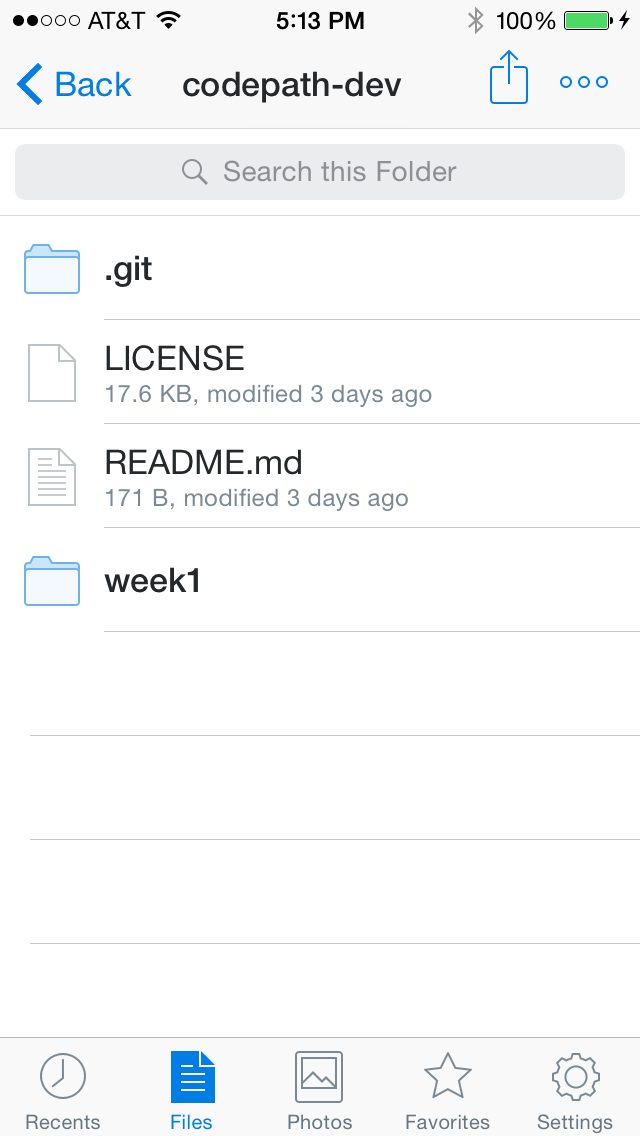 AT&T 5:13 PM 100%
Back codepath-dev
Search this Folder
.git
LICENSE
17.6 KB, modified 3 days ago
README.md
171 B, modified 3 days ago
week1
Recents Files Photos Favorites Settings